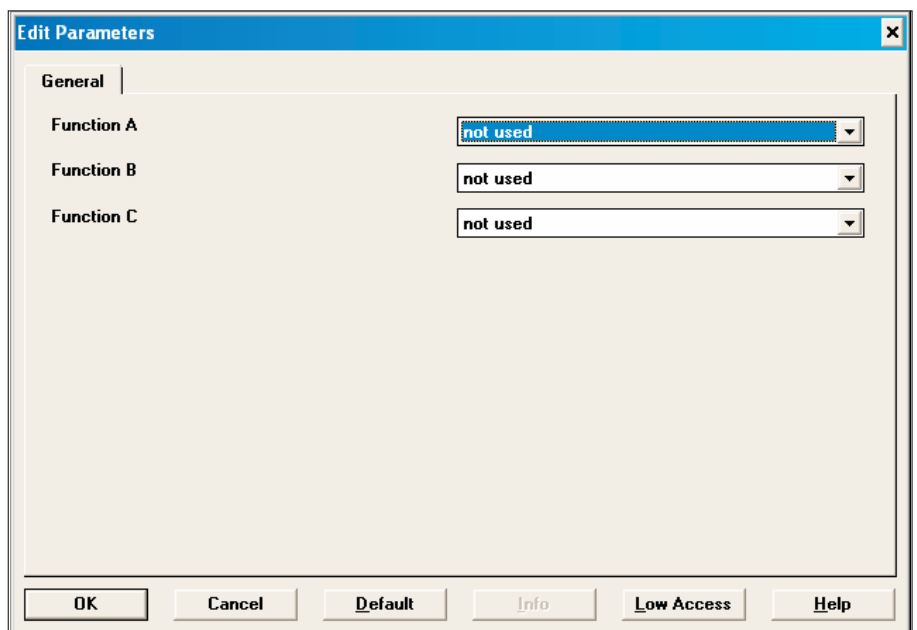 Edit Parameters
General
Function A
not used
Function B
not used
Function C
not used
OK Cancel Default Info Low Access Help